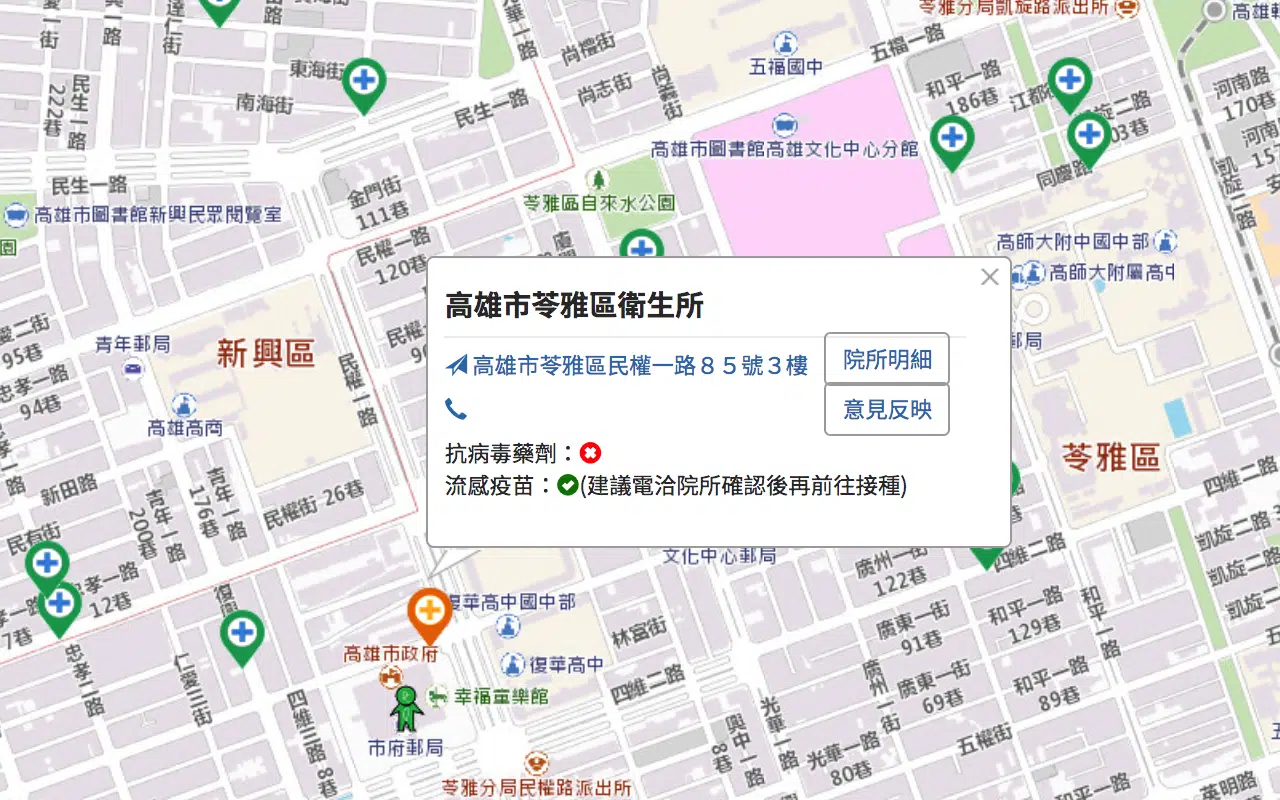 苓雅分局凱旋路派出所
五福一路
尚禮街
尚志街
尚義街
五福國中
和平一路
186巷
河南路
170巷
東海街
南海街
民生一路
民生一路
222巷
民生一路
高雄市圖書館高雄文化中心分館
同慶路
凱旋二路
金門街
111巷
苓雅區自來水公園
高雄市圖書館新興民眾閱覽室
民權一路
120巷
高師大附中國中部
高師大附屬高中
高雄市苓雅區衛生所
高雄市苓雅區民權一路85號3樓
院所明細
意見反映
抗病毒藥劑：
流感疫苗：(建議電洽院所確認後再前往接種)
95巷
青年郵局
新興區
民權一路
忠孝一路
94巷
高雄高商
苓雅區
新田路
青年一路
176巷
青年一路
200巷
民權街 26巷
民有街
四維二路
凱旋二路
文化中心郵局
廣州一街
122巷
四維二路
忠孝一路
12巷
復華高中國中部
廣東一街
91巷
和平一路
129巷
和平一路
林富街
高雄市政府
復華高中
廣州一街
廣東一街
69巷
和平一路
89巷
忠孝二路
仁愛三街
四維三路 8巷
幸福童樂館
四維二路
市府郵局
興中一路
8巷
光華一路
光華一路
80巷
五權街
苓雅分局民權路派出所
英明路